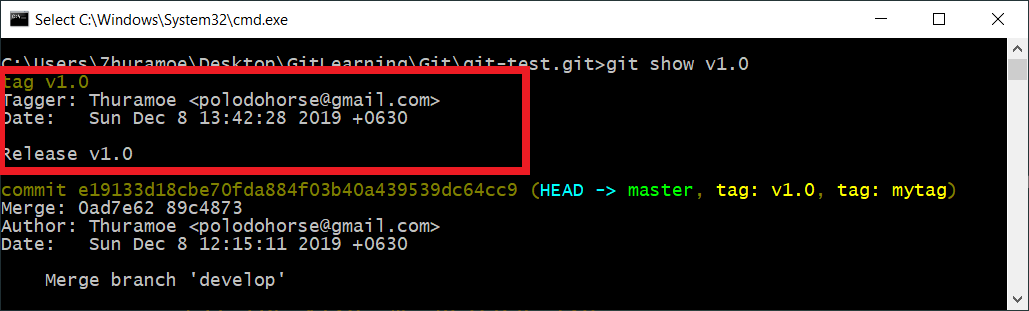 Select C:\Windows\System32\cmd.exe
C:\Users\Zhuramoe\Desktop\GitLearning\Git\git-test.git>git show v1.0
tag v1.0
Tagger: Thuramoe <polodohorse@gmail.com>
Date:   Sun Dec 8 13:42:28 2019 +0630
Release v1.0
commit e19133d18cbe70fda884f03b40a439539dc64cc9 (HEAD -> master, tag: v1.0, tag: mytag)
Merge: 0ad7e62 89c4873
Author: Thuramoe <polodohorse@gmail.com>
Date:   Sun Dec 8 12:15:11 2019 +0630
Merge branch 'develop'